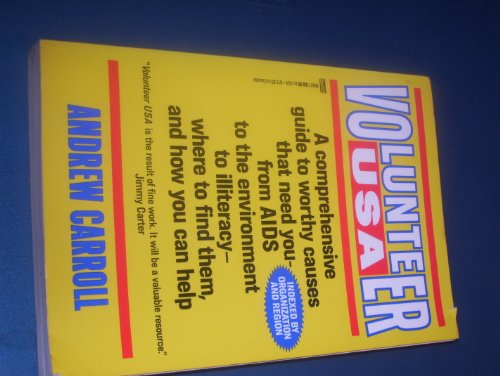 VOLUNTEER
USA
A comprehensive
guide to worthy causes
that need you-
from AIDS
to the environment
to illiteracy—
where to find them,
and how you can help
INDEXED BY
ORGANIZATION
AND REGION
"Volunteer USA is the result of fine work. It will be a valuable resource."
Jimmy Carter
ANDREW CARROLL